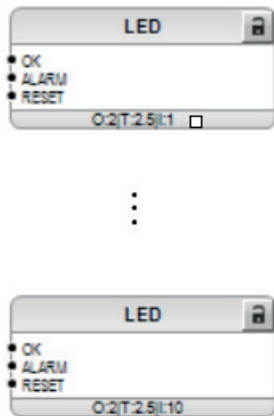 LED
OK
ALARM
RESET
O:2|T:2.5|I:1
LED
OK
ALARM
RESET
O:2|T:2.5|I:10